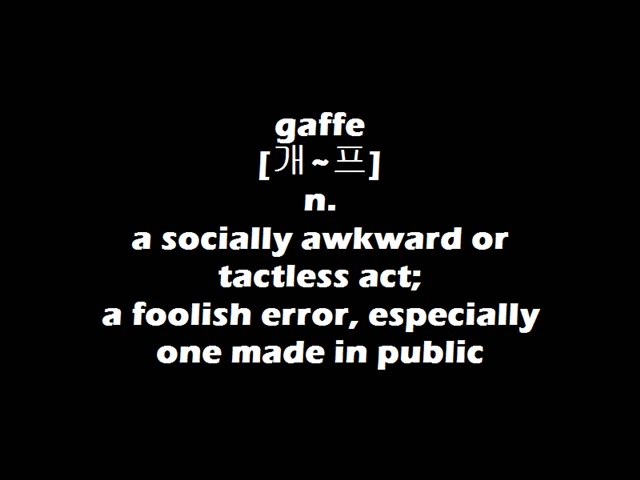 gaffe
[개~프]
n.
a socially awkward or
tactless act;
a foolish error, especially
one made in public